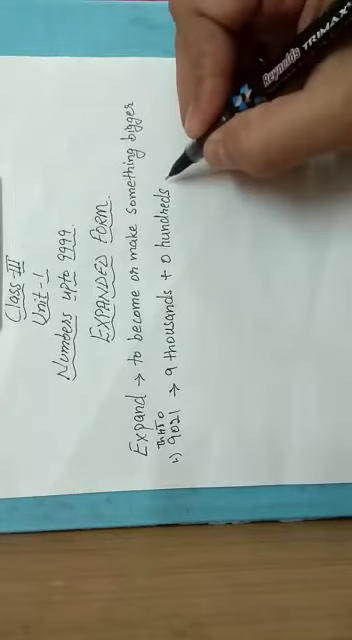 Class-III
Unit-1
Numbers upto 9999.
EXPANDED FORM.
Expand → to become or make something bigger
Th H T O
1) 9021 → 9 thousands + 0 hundreds
Reynolds TRIMAX